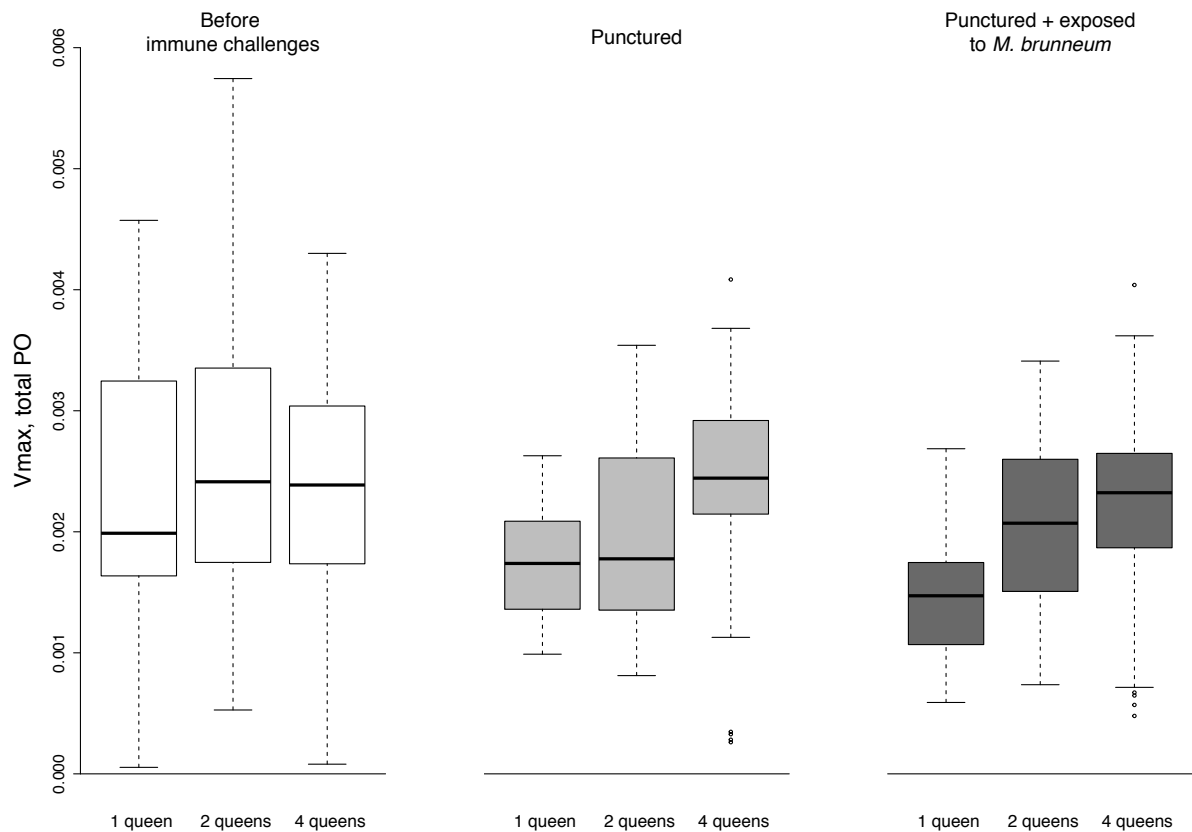 Before
immune challenges
Punctured
Punctured + exposed
to M. brunneum
Vmax, total PO
0.006
0.005
0.004
0.003
0.002
0.001
0.000
1 queen
2 queens
4 queens
1 queen
2 queens
4 queens
1 queen
2 queens
4 queens